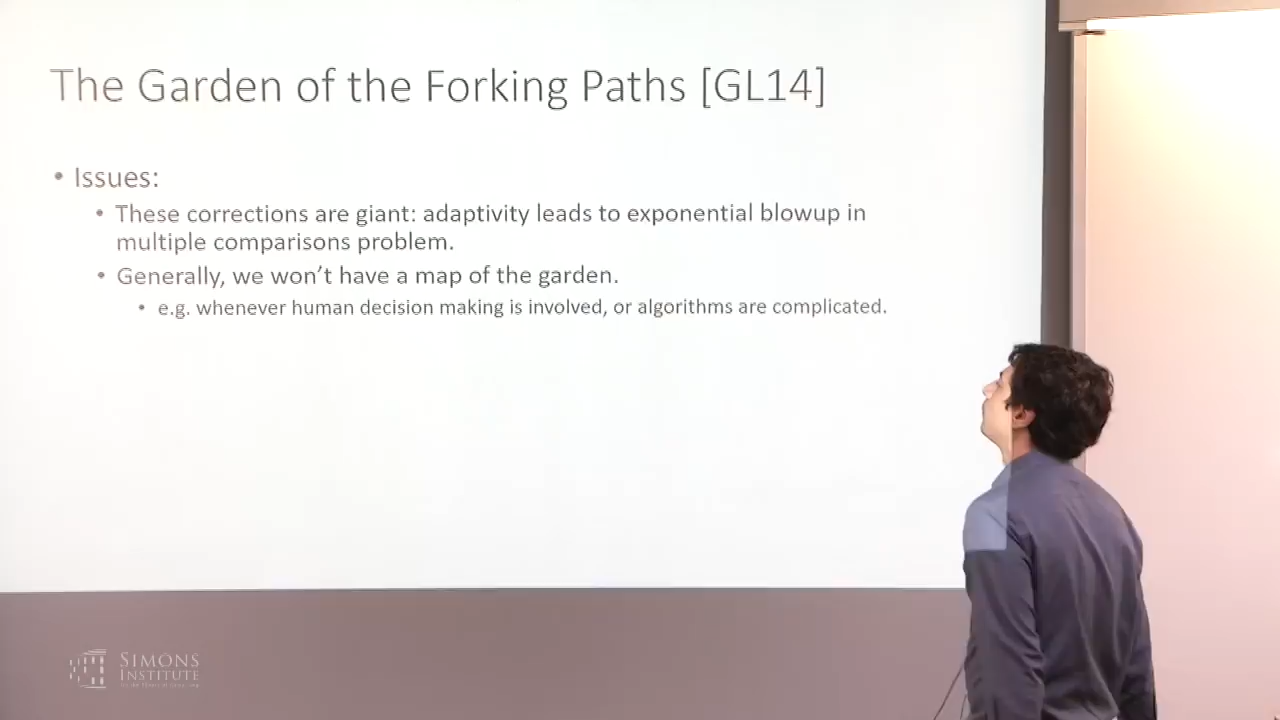 The Garden of the Forking Paths [GL14]
• Issues:
• These corrections are giant: adaptivity leads to exponential blowup in
multiple comparisons problem.
• Generally, we won't have a map of the garden.
• e.g. whenever human decision making is involved, or algorithms are complicated.
SIMONS
INSTITUTE